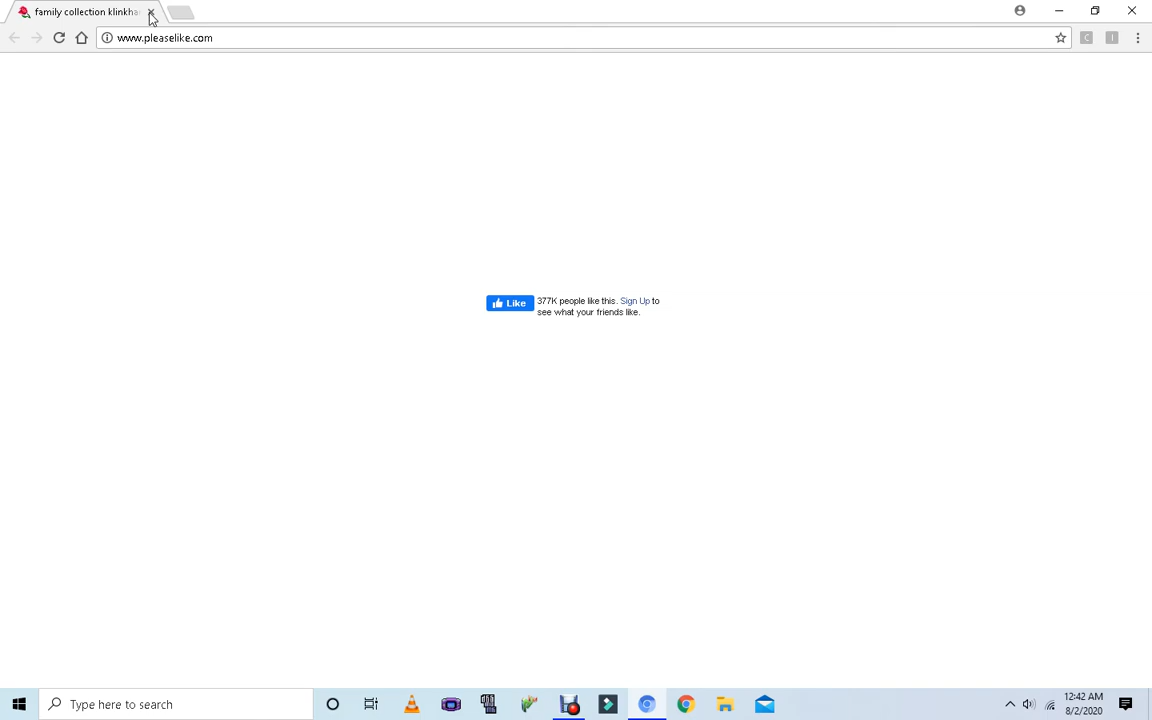 family collection klinkha
www.pleaselike.com
Like
377K people like this. Sign Up to
see what your friends like.
Type here to search
12:42 AM
8/2/2020